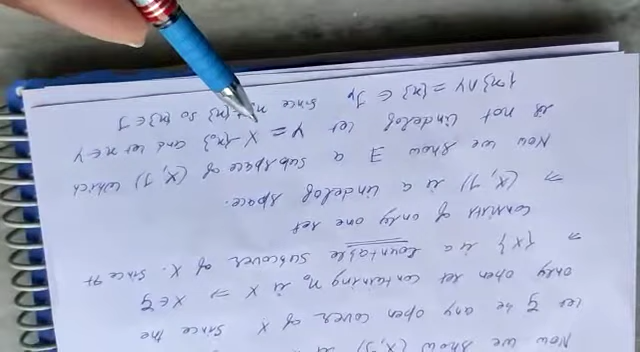 Now we show (X, T) is
Let ξ be any open cover of X since the
only open set containing x₀ is X ⇒ X ∈ ξ
⇒ {X} is a countable subcover of X. Since it
consists of only one set
⇒ (X, T) is a Lindelof space.
Now we show ∃ a subspace of (X, T) which
is not Lindelof let Y = X - {x₀} and let x ∈ Y
{x} ∩ Y = {x} ∈ Jy since {x} so {x} ∈ J